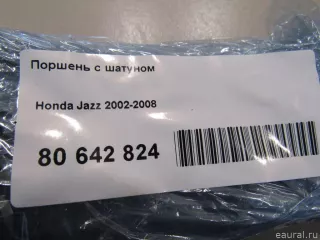 Поршень с шатуном
Honda Jazz 2002-2008
80 642 824
eaural.ru